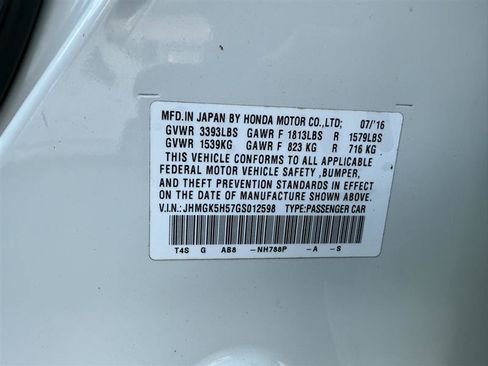 MFD.IN JAPAN BY HONDA MOTOR CO.,LTD; 07/'16
GVWR 3393LBS GAWR F 1813LBS R 1579LBS
GVWR 1539KG GAWR F 823 KG R 716 KG
THIS VEHICLE CONFORMS TO ALL APPLICABLE
FEDERAL MOTOR VEHICLE SAFETY ,BUMPER,
AND THEFT PREVENTION STANDARDS IN EFFECT
ON THE DATE OF MANUFACTURE SHOWN ABOVE.
V.I.N.: JHMGK5H57GS012598 TYPE:PASSENGER CAR
T4S G AB8 -NH788P -A -S